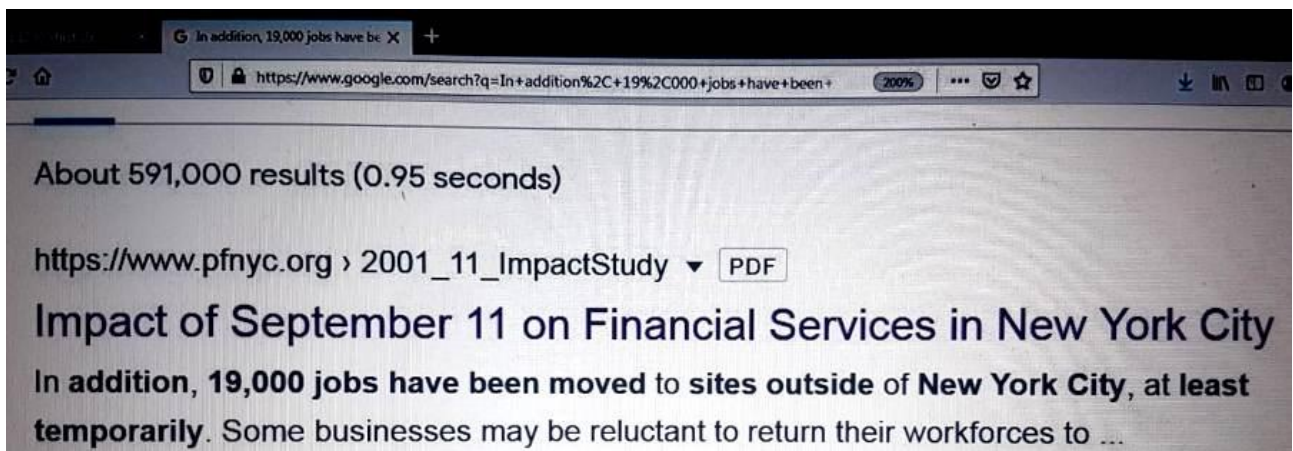 G In addition, 19,000 jobs have be X +
https://www.google.com/search?q=In+addition%2C+19%2C000+jobs+have+been+ 200% ...
About 591,000 results (0.95 seconds)
https://www.pfnyc.org › 2001_11_ImpactStudy ▾ PDF
Impact of September 11 on Financial Services in New York City
In addition, 19,000 jobs have been moved to sites outside of New York City, at least
temporarily. Some businesses may be reluctant to return their workforces to ...